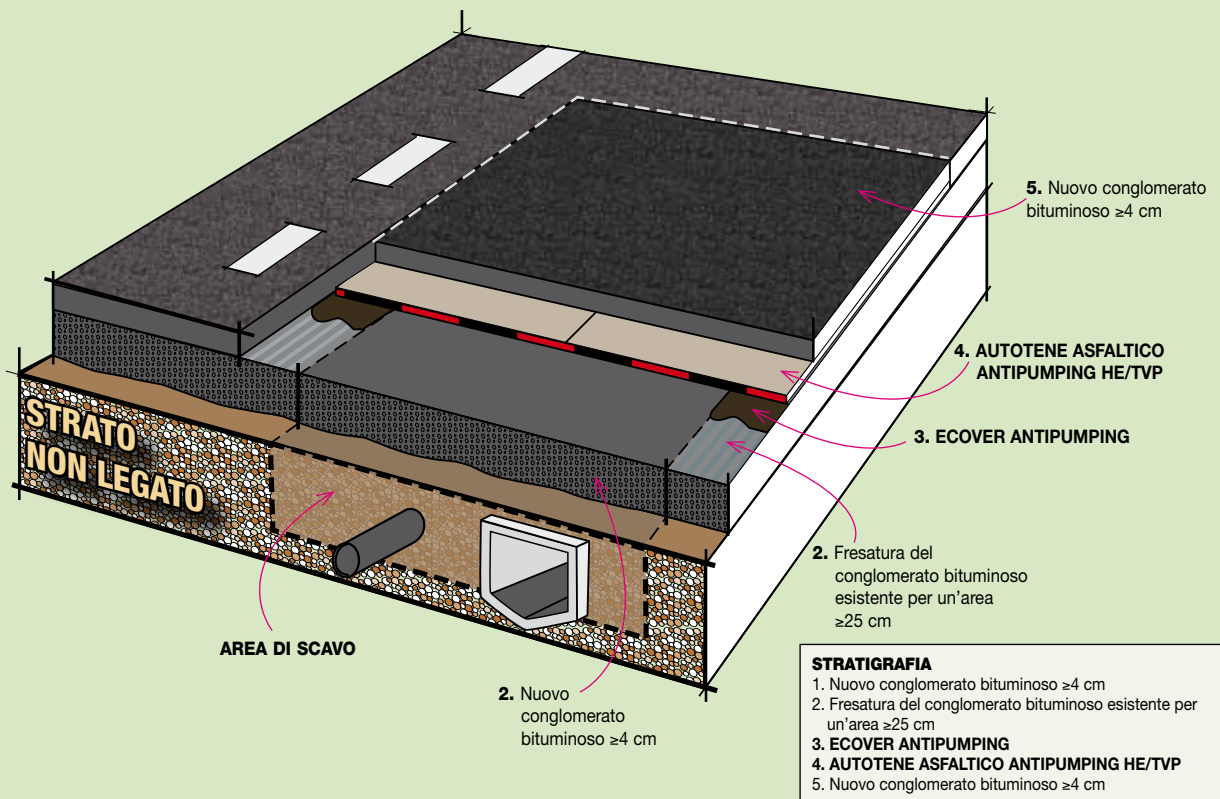 5. Nuovo conglomerato
bituminoso ≥4 cm
4. AUTOTENE ASFALTICO
ANTIPUMPING HE/TVP
3. ECOVER ANTIPUMPING
STRATO
NON LEGATO
2. Fresatura del
conglomerato bituminoso
esistente per un'area
≥25 cm
AREA DI SCAVO
2. Nuovo
conglomerato
bituminoso ≥4 cm
STRATIGRAFIA
1. Nuovo conglomerato bituminoso ≥4 cm
2. Fresatura del conglomerato bituminoso esistente per
un'area ≥25 cm
3. ECOVER ANTIPUMPING
4. AUTOTENE ASFALTICO ANTIPUMPING HE/TVP
5. Nuovo conglomerato bituminoso ≥4 cm